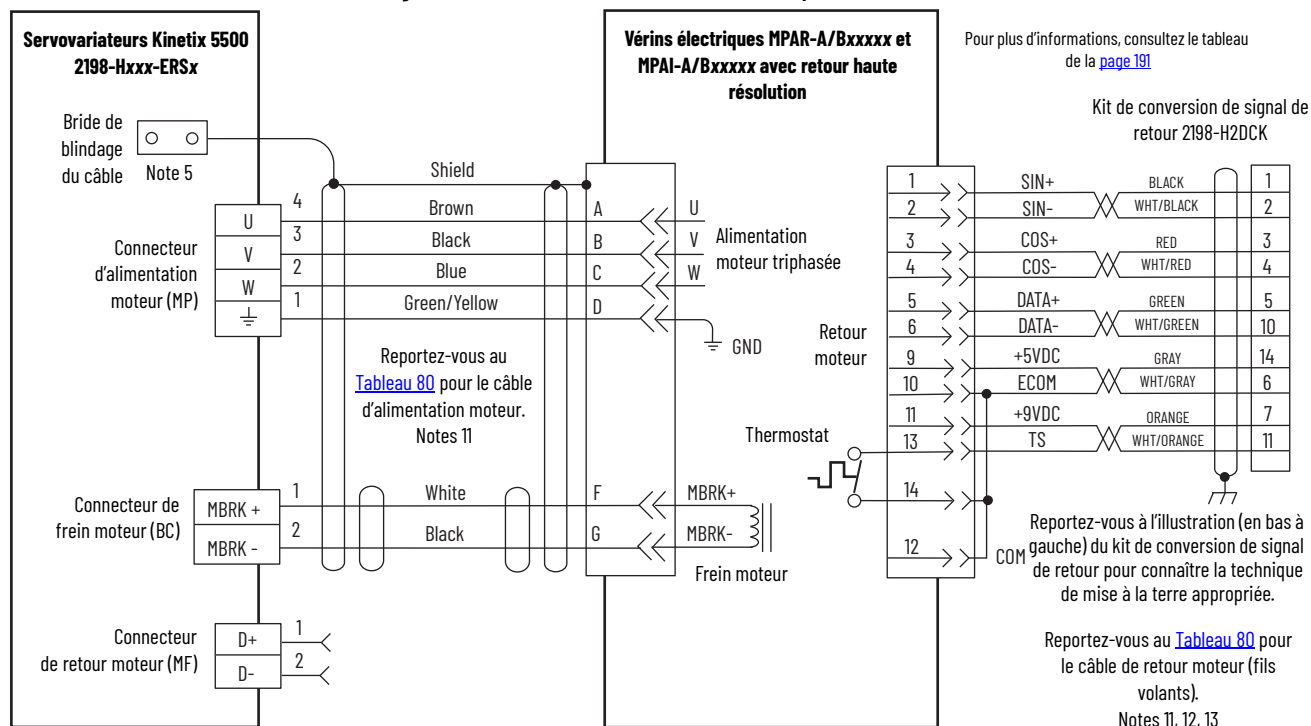 Servovariateurs Kinetix 5500
2198-Hxxx-ERSx
Bride de
blindage
du câble
Note 5
Connecteur
d'alimentation
moteur (MP)
U
V
W
4
3
2
1
Shield
Brown
Black
Blue
Green/Yellow
Reportez-vous au
Tableau 80 pour le câble
d'alimentation moteur.
Notes 11
Connecteur de
frein moteur (BC)
MBRK +
MBRK -
1
2
White
Black
Connecteur
de retour moteur (MF)
D+
D-
1
2
Vérins électriques MPAR-A/Bxxxxx et
MPAI-A/Bxxxxx avec retour haute
résolution
A
B
C
D
U
V
W
Alimentation
moteur triphasée
GND
F
G
MBRK+
MBRK-
Frein moteur
Thermostat
Retour
moteur
1
2
3
4
5
6
9
10
11
13
14
12
COM
Pour plus d'informations, consultez le tableau
de la page 191
Kit de conversion de signal de
retour 2198-H2DCK
SIN+ BLACK 1
SIN- WHT/BLACK 2
COS+ RED 3
COS- WHT/RED 4
DATA+ GREEN 5
DATA- WHT/GREEN 10
+5VDC GRAY 14
ECOM WHT/GRAY 6
+9VDC ORANGE 7
TS WHT/ORANGE 11
Reportez-vous à l'illustration (en bas à
gauche) du kit de conversion de signal
de retour pour connaître la technique
de mise à la terre appropriée.
Reportez-vous au Tableau 80 pour
le câble de retour moteur (fils
volants).
Notes 11, 12, 13